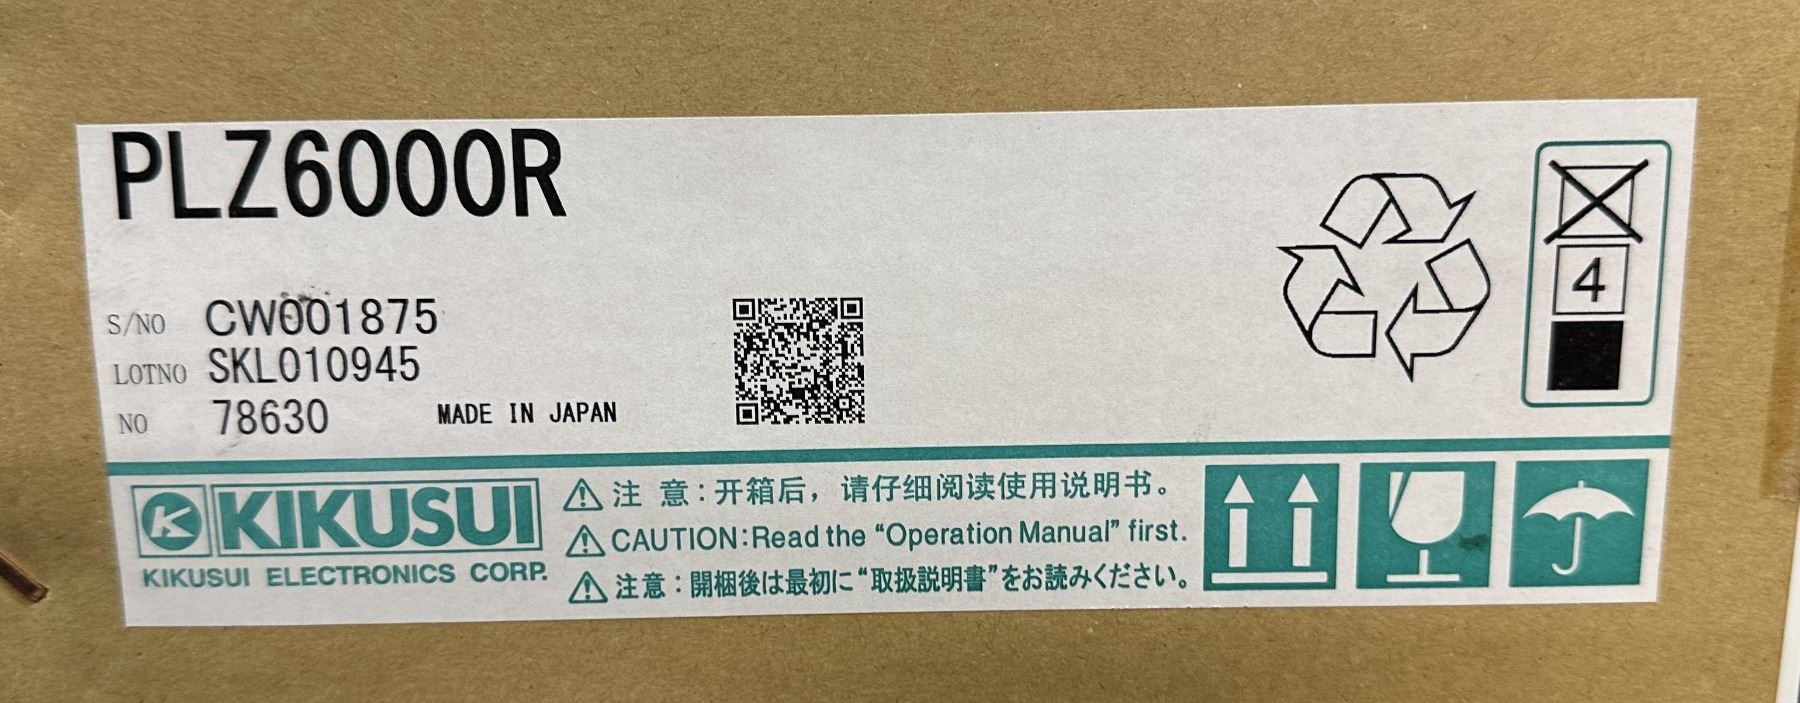 PLZ6000R
S/NO CW001875
LOTNO SKL010945
NO 78630 MADE IN JAPAN
4
K KIKUSUI
KIKUSUI ELECTRONICS CORP.
注 意：开箱后，请仔细阅读使用说明书。
CAUTION:Read the “Operation Manual” first.
注意：開梱後は最初に“取扱説明書”をお読みください。